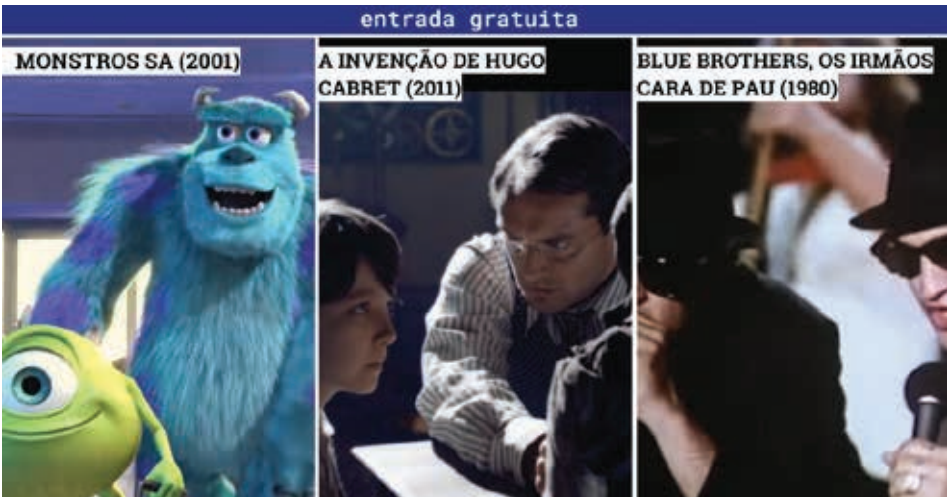 entrada gratuita
MONSTROS SA (2001)
A INVENÇÃO DE HUGO
CABRET (2011)
BLUE BROTHERS, OS IRMÃOS
CARA DE PAU (1980)